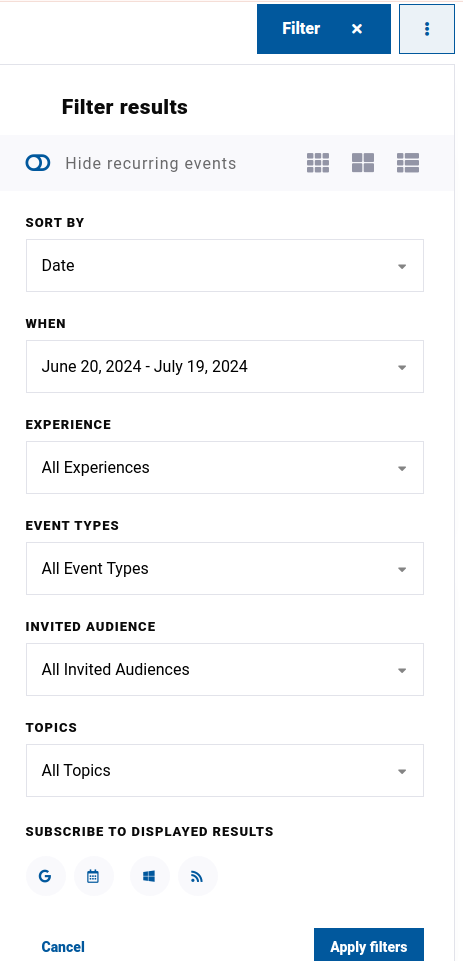 Filter
Filter results
Hide recurring events
SORT BY
Date
WHEN
June 20, 2024 - July 19, 2024
EXPERIENCE
All Experiences
EVENT TYPES
All Event Types
INVITED AUDIENCE
All Invited Audiences
TOPICS
All Topics
SUBSCRIBE TO DISPLAYED RESULTS
Cancel Apply filters